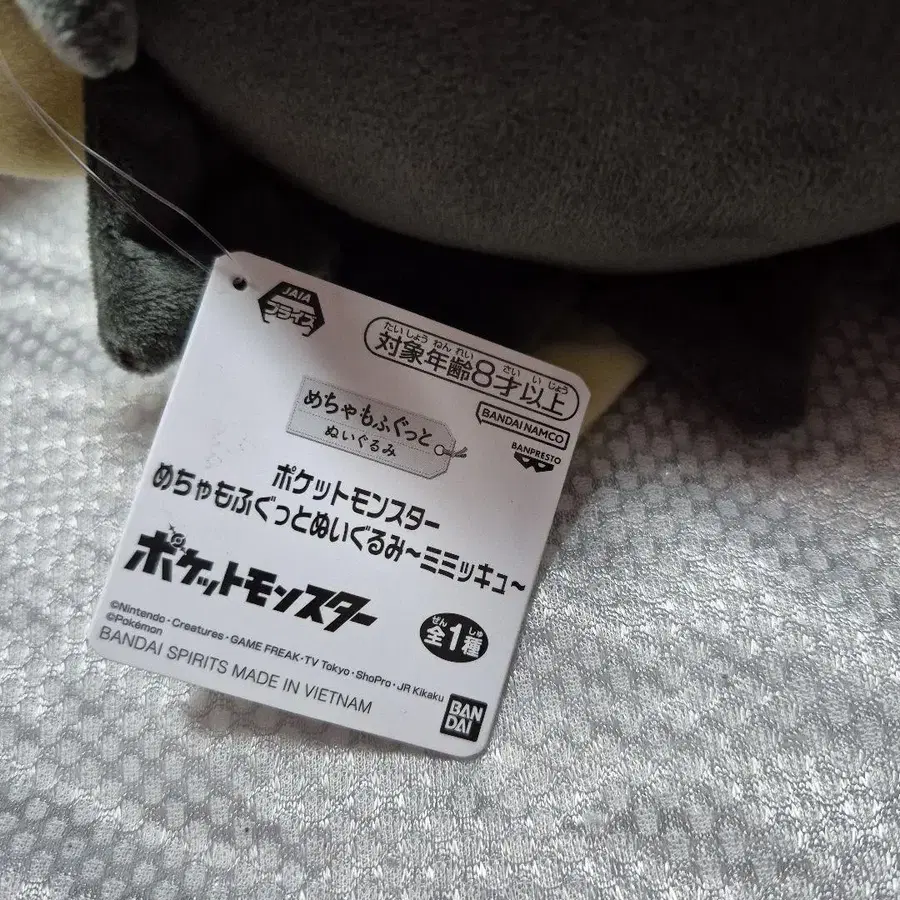 JAIA
プライズ
たいしょうねんれい さいいじょう
対象年齢8才以上
めちゃもふぐっと
ぬいぐるみ
BANDAI NAMCO
BANPRESTO
ポケットモンスター
めちゃもふぐっとぬいぐるみ~ミミッキュ~
ポケットモンスター
ぜん しゅ
全1種
©Nintendo・Creatures・GAME FREAK・TV Tokyo・ShoPro・JR Kikaku
©Pokémon
BANDAI SPIRITS MADE IN VIETNAM
BAN
DAI